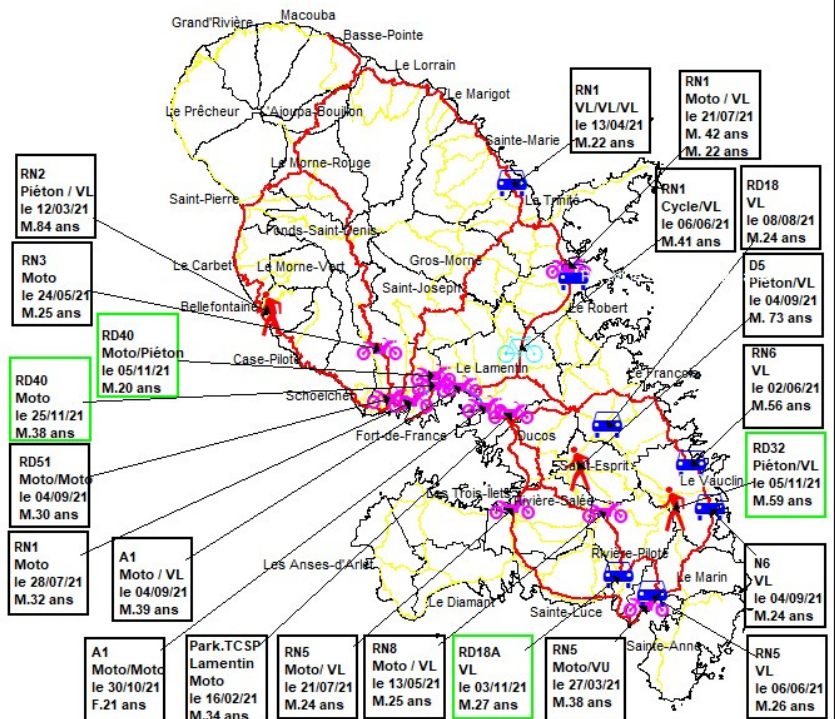 Macouba
Grand'Rivière
Basse-Pointe
Le Lorrain
Le Marigot
Le Prêcheur
L'Ajoupa-Bouillon
Sainte-Marie
Le Morne-Rouge
La Trinité
Saint-Pierre
Fonds-Saint-Denis
Gros-Morne
Le Carbet
Le Morne-Vert
Saint-Joseph
Bellefontaine
Le Robert
Case-Pilote
Le Lamentin
Le François
Schoelcher
Fort-de-France
Ducos
Saint-Esprit
Le Vauclin
Les Trois-Ilets
Rivière-Salée
Les Anses-d'Arlet
Rivière-Pilote
Le Marin
Le Diamant
Sainte-Luce
Sainte-Anne
RN1
VL/VL/VL
le 13/04/21
M.22 ans
RN1
Moto / VL
le 21/07/21
M. 42 ans
M. 22 ans
RN1
Cycle/VL
le 06/06/21
M.41 ans
RD18
VL
le 08/08/21
M.24 ans
D5
Piéton/VL
le 04/09/21
M. 73 ans
RN6
VL
le 02/06/21
M.56 ans
RD32
Piéton/VL
le 05/11/21
M.59 ans
N6
VL
le 04/09/21
M.24 ans
RN5
VL
le 06/06/21
M.26 ans
RN2
Piéton / VL
le 12/03/21
M.84 ans
RN3
Moto
le 24/05/21
M.25 ans
RD40
Moto/Piéton
le 05/11/21
M.20 ans
RD40
Moto
le 25/11/21
M.38 ans
RD51
Moto/Moto
le 04/09/21
M.30 ans
RN1
Moto
le 28/07/21
M.32 ans
A1
Moto / VL
le 04/09/21
M.39 ans
A1
Moto/Moto
le 30/10/21
F.21 ans
Park.TCSP
Lamentin
Moto
le 16/02/21
M.34 ans
RN5
Moto/ VL
le 21/07/21
M.24 ans
RN8
Moto / VL
le 13/05/21
M.25 ans
RD18A
VL
le 03/11/21
M.27 ans
RN5
Moto/VU
le 27/03/21
M.38 ans